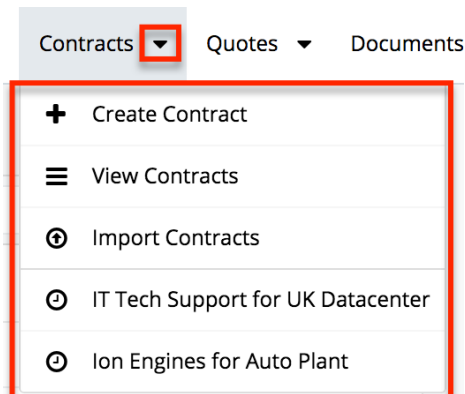 Contracts Quotes Documents
Create Contract
View Contracts
Import Contracts
IT Tech Support for UK Datacenter
Ion Engines for Auto Plant